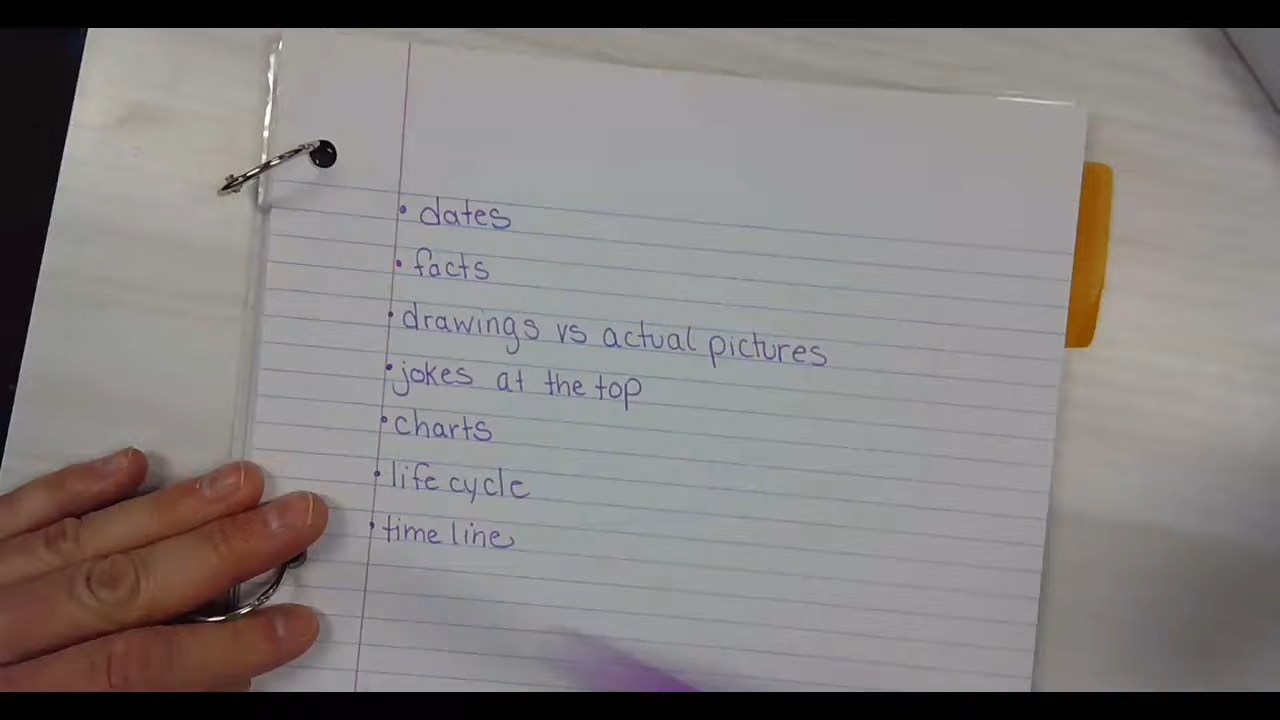 • dates
• facts
• drawings vs actual pictures
• jokes at the top
• charts
• life cycle
• time line